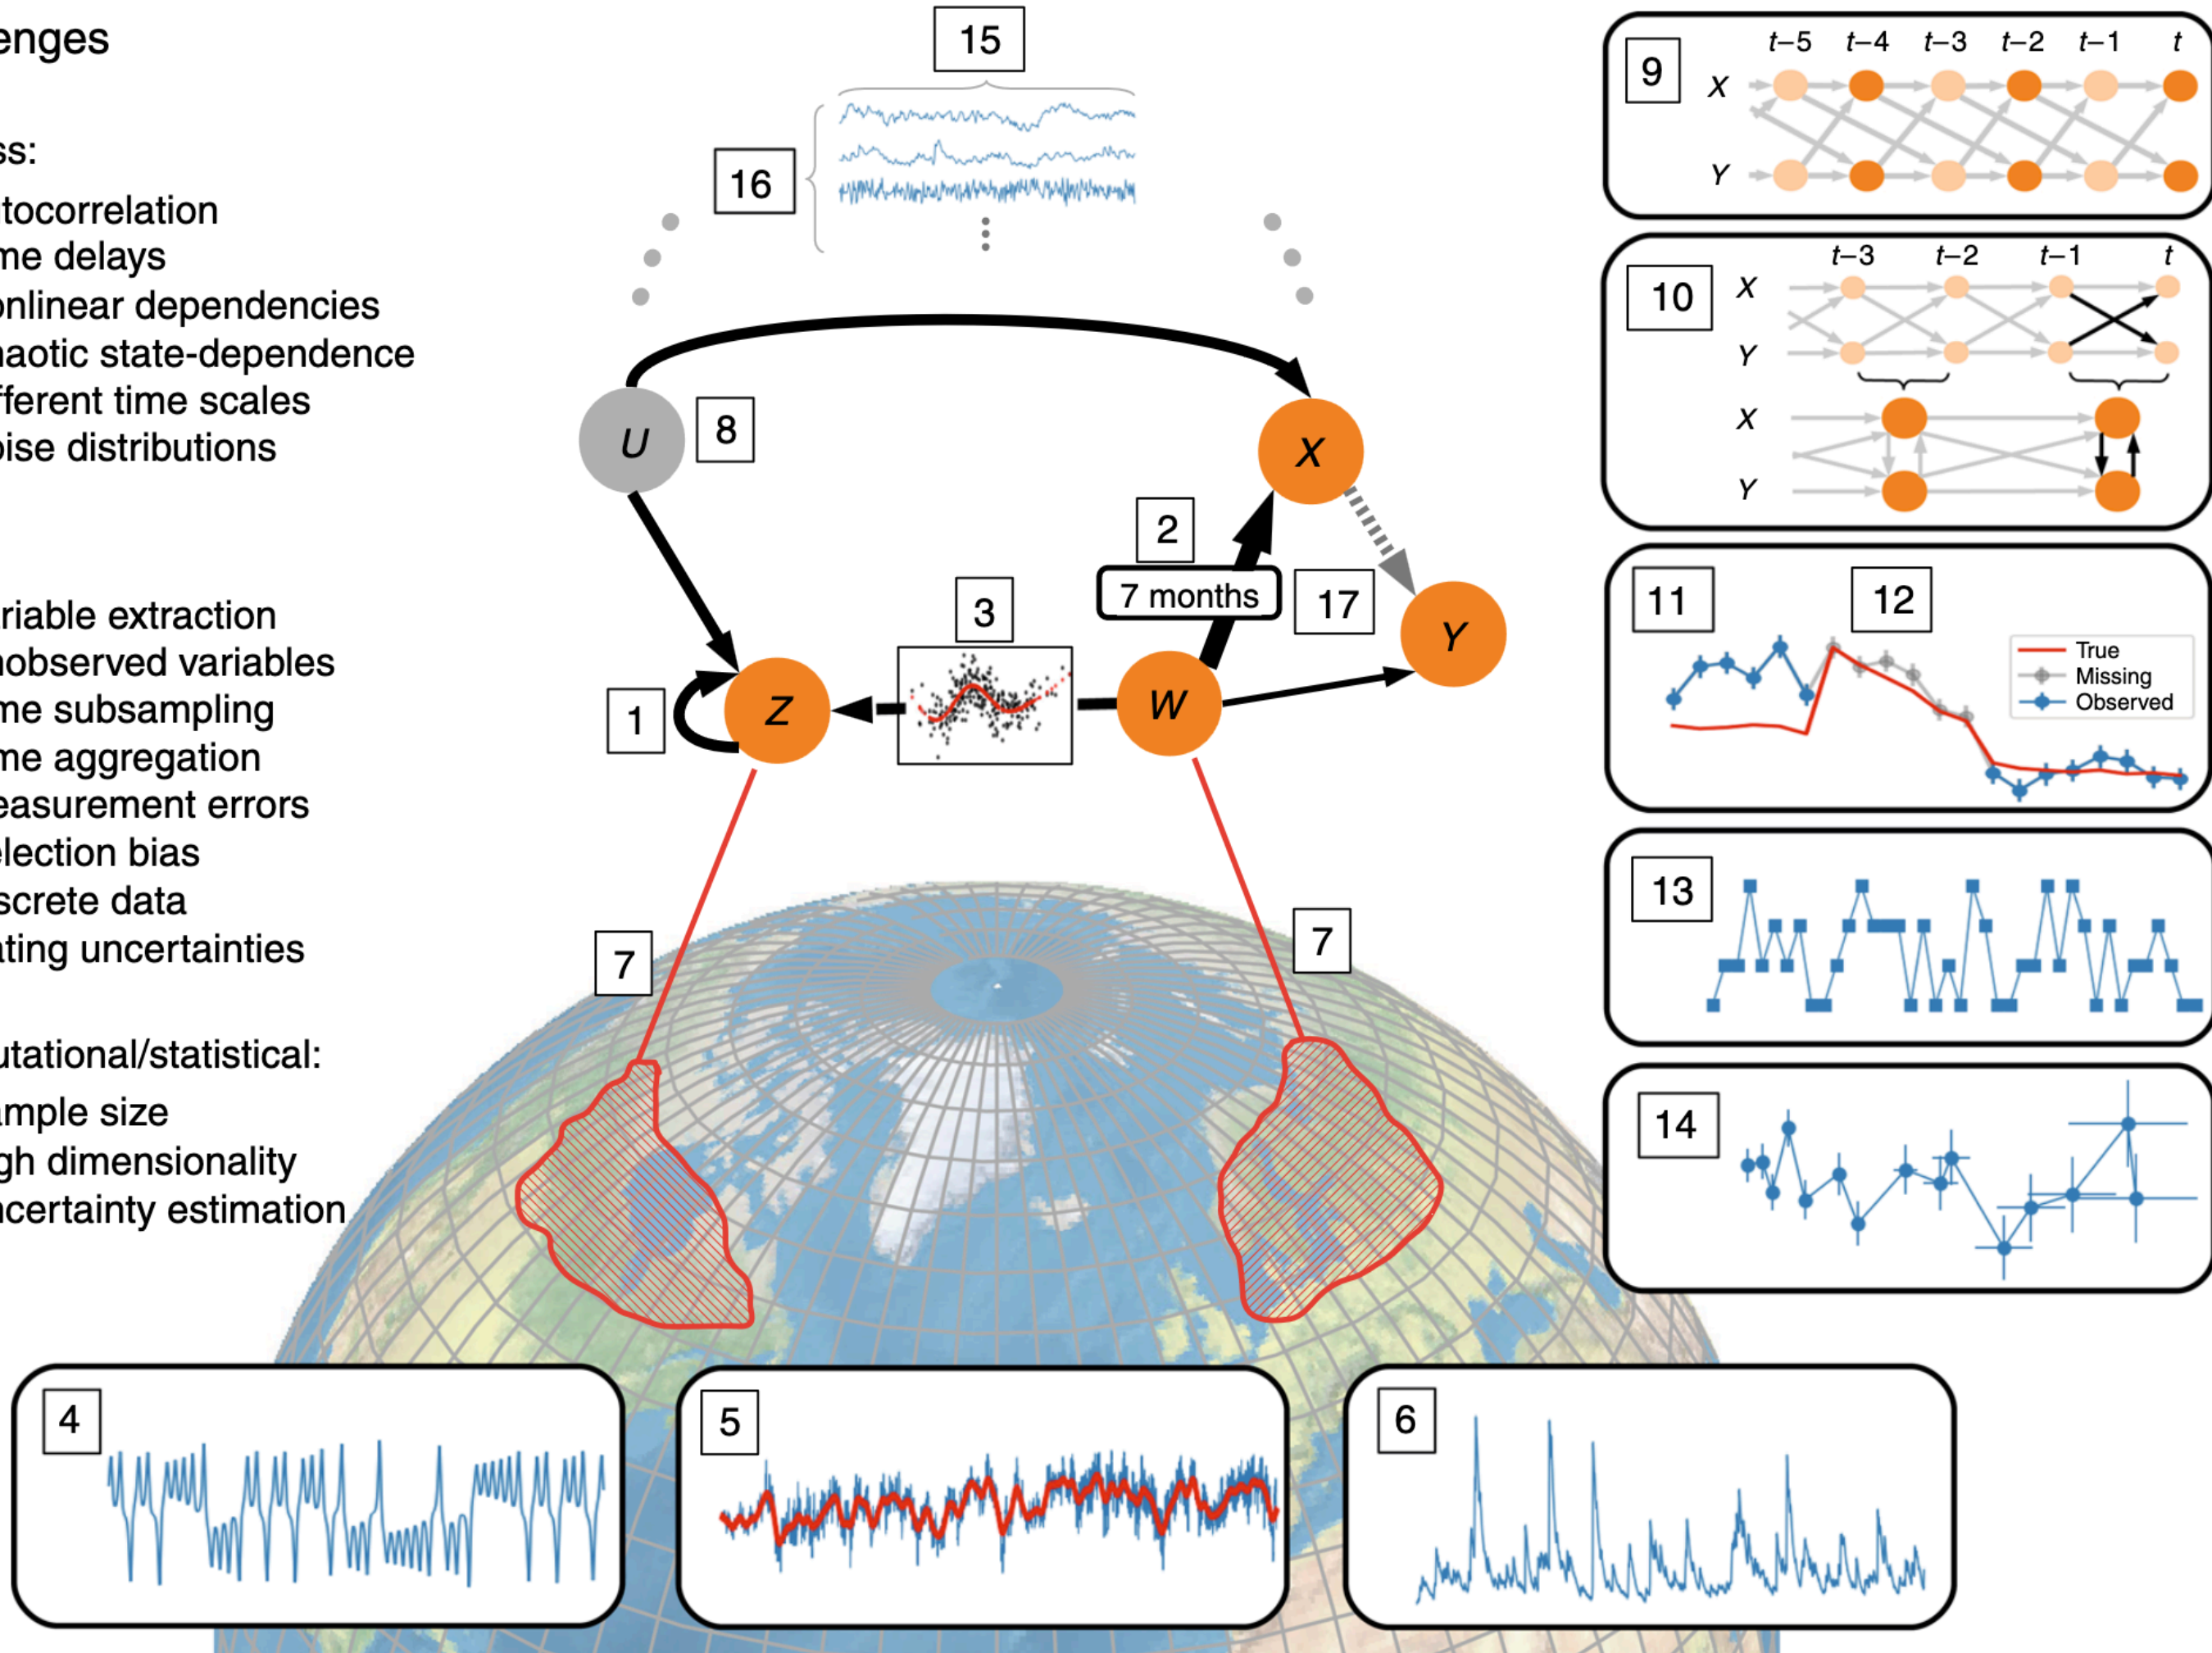 enges
ss:
tocorrelation
me delays
onlinear dependencies
haotic state-dependence
fferent time scales
oise distributions
ariable extraction
nobserved variables
me subsampling
me aggregation
easurement errors
election bias
screte data
ating uncertainties
utational/statistical:
ample size
gh dimensionality
ncertainty estimation
15
16
U
8
X
2
7 months
17
3
Y
1
Z
W
7
7
9
t–5 t–4 t–3 t–2 t–1 t
X
Y
10
t–3 t–2 t–1 t
X
Y
X
Y
11
12
True
Missing
Observed
13
14
4
5
6